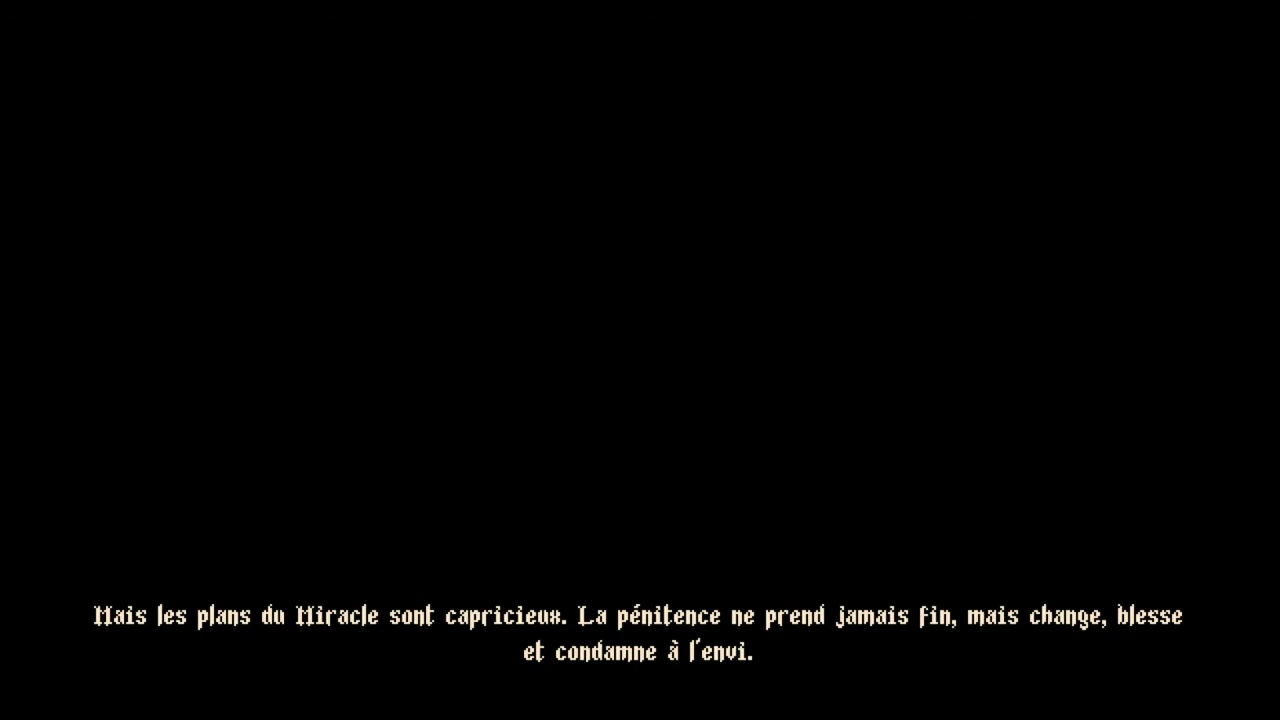 Mais les plans du Miracle sont capricieux. La pénitence ne prend jamais fin, mais change, blesse
et condamne à l'envi.